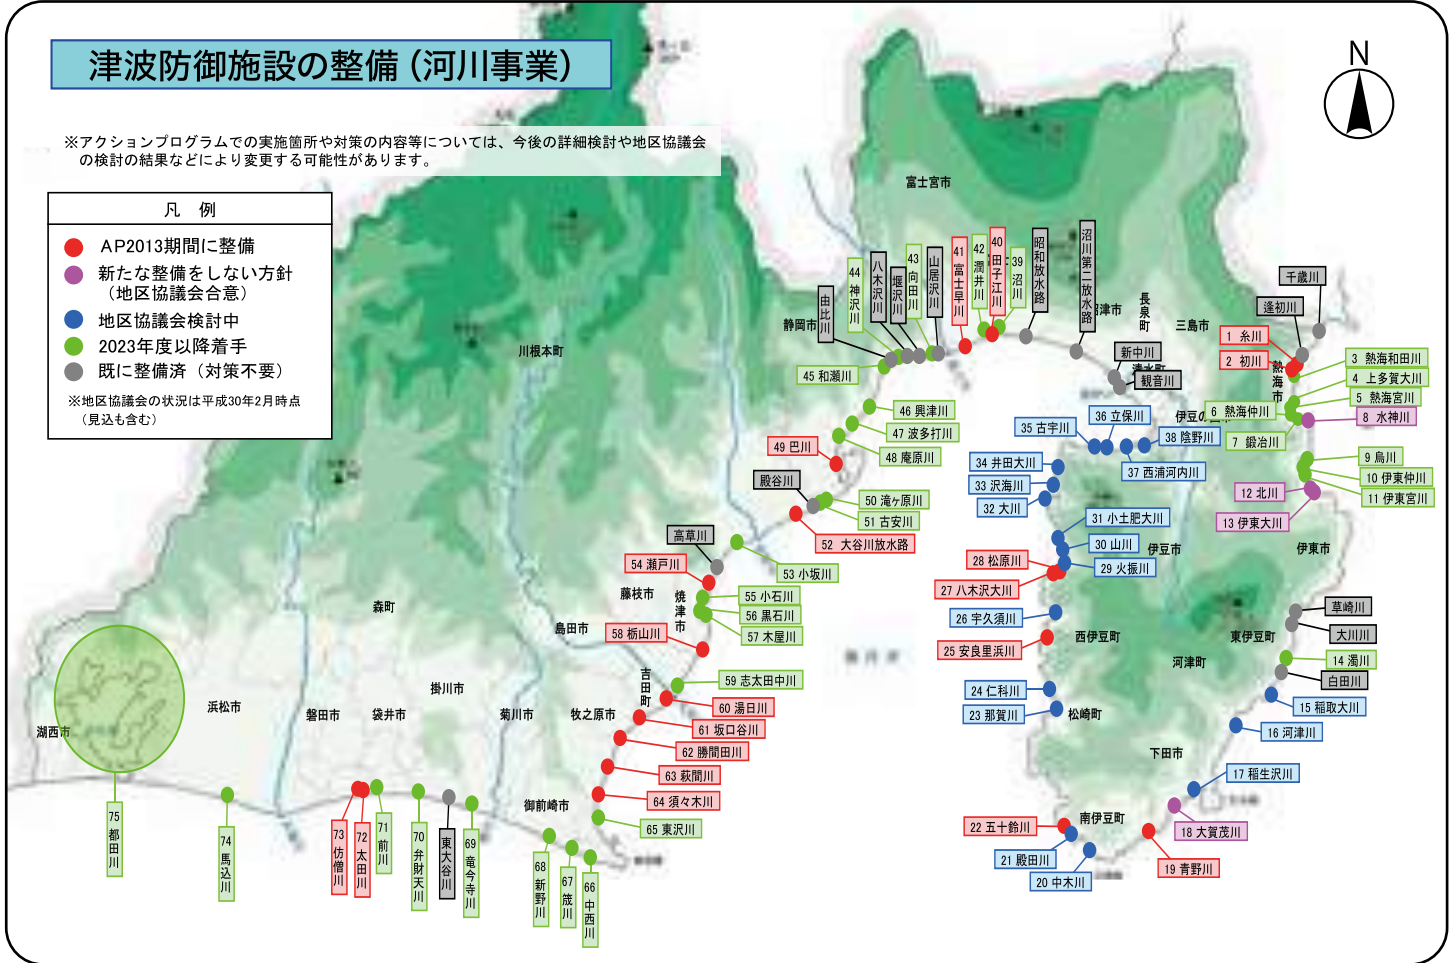 津波防御施設の整備（河川事業）
N
※アクションプログラムでの実施箇所や対策の内容等については、今後の詳細検討や地区協議会
の検討の結果などにより変更する可能性があります。
凡 例
AP2013期間に整備
新たな整備をしない方針
（地区協議会合意）
地区協議会検討中
2023年度以降着手
既に整備済（対策不要）
※地区協議会の状況は平成30年2月時点
（見込も含む）
富士宮市
静岡市
川根本町
沼津市
長泉町
三島市
清水町
熱海市
伊豆の国市
伊東市
伊豆市
西伊豆町
東伊豆町
河津町
松崎町
下田市
南伊豆町
藤枝市
焼津市
島田市
吉田町
牧之原市
御前崎市
菊川市
掛川市
袋井市
磐田市
森町
浜松市
湖西市
由比川
44 神沢川
八木沢川
堰沢川
43 向田川
山居沢川
41 富士早川
42 潤井川
40 田子江川
39 沼川
昭和放水路
沼川第二放水路
新中川
観音川
千歳川
逢初川
1 糸川
2 初川
3 熱海和田川
4 上多賀大川
5 熱海宮川
6 熱海仲川
7 鍛冶川
8 水神川
9 烏川
10 伊東仲川
11 伊東宮川
12 北川
13 伊東大川
草崎川
大川川
14 濁川
白田川
15 稲取大川
16 河津川
17 稲生沢川
18 大賀茂川
19 青野川
20 中木川
21 殿田川
22 五十鈴川
23 那賀川
24 仁科川
25 安良里浜川
26 宇久須川
27 八木沢大川
28 松原川
29 火振川
30 山川
31 小土肥大川
32 大川
33 沢海川
34 井田大川
35 古宇川
36 立保川
37 西浦河内川
38 陰野川
45 和瀬川
46 興津川
47 波多打川
48 庵原川
49 巴川
殿谷川
50 滝ヶ原川
51 古安川
52 大谷川放水路
高草川
53 小坂川
54 瀬戸川
55 小石川
56 黒石川
57 木屋川
58 栃山川
59 志太田中川
60 湯日川
61 坂口谷川
62 勝間田川
63 萩間川
64 須々木川
65 東沢川
66 中西川
67 筬川
68 新野川
69 竜今寺川
東大谷川
70 弁財天川
71 前川
72 太田川
73 仿僧川
74 馬込川
75 都田川